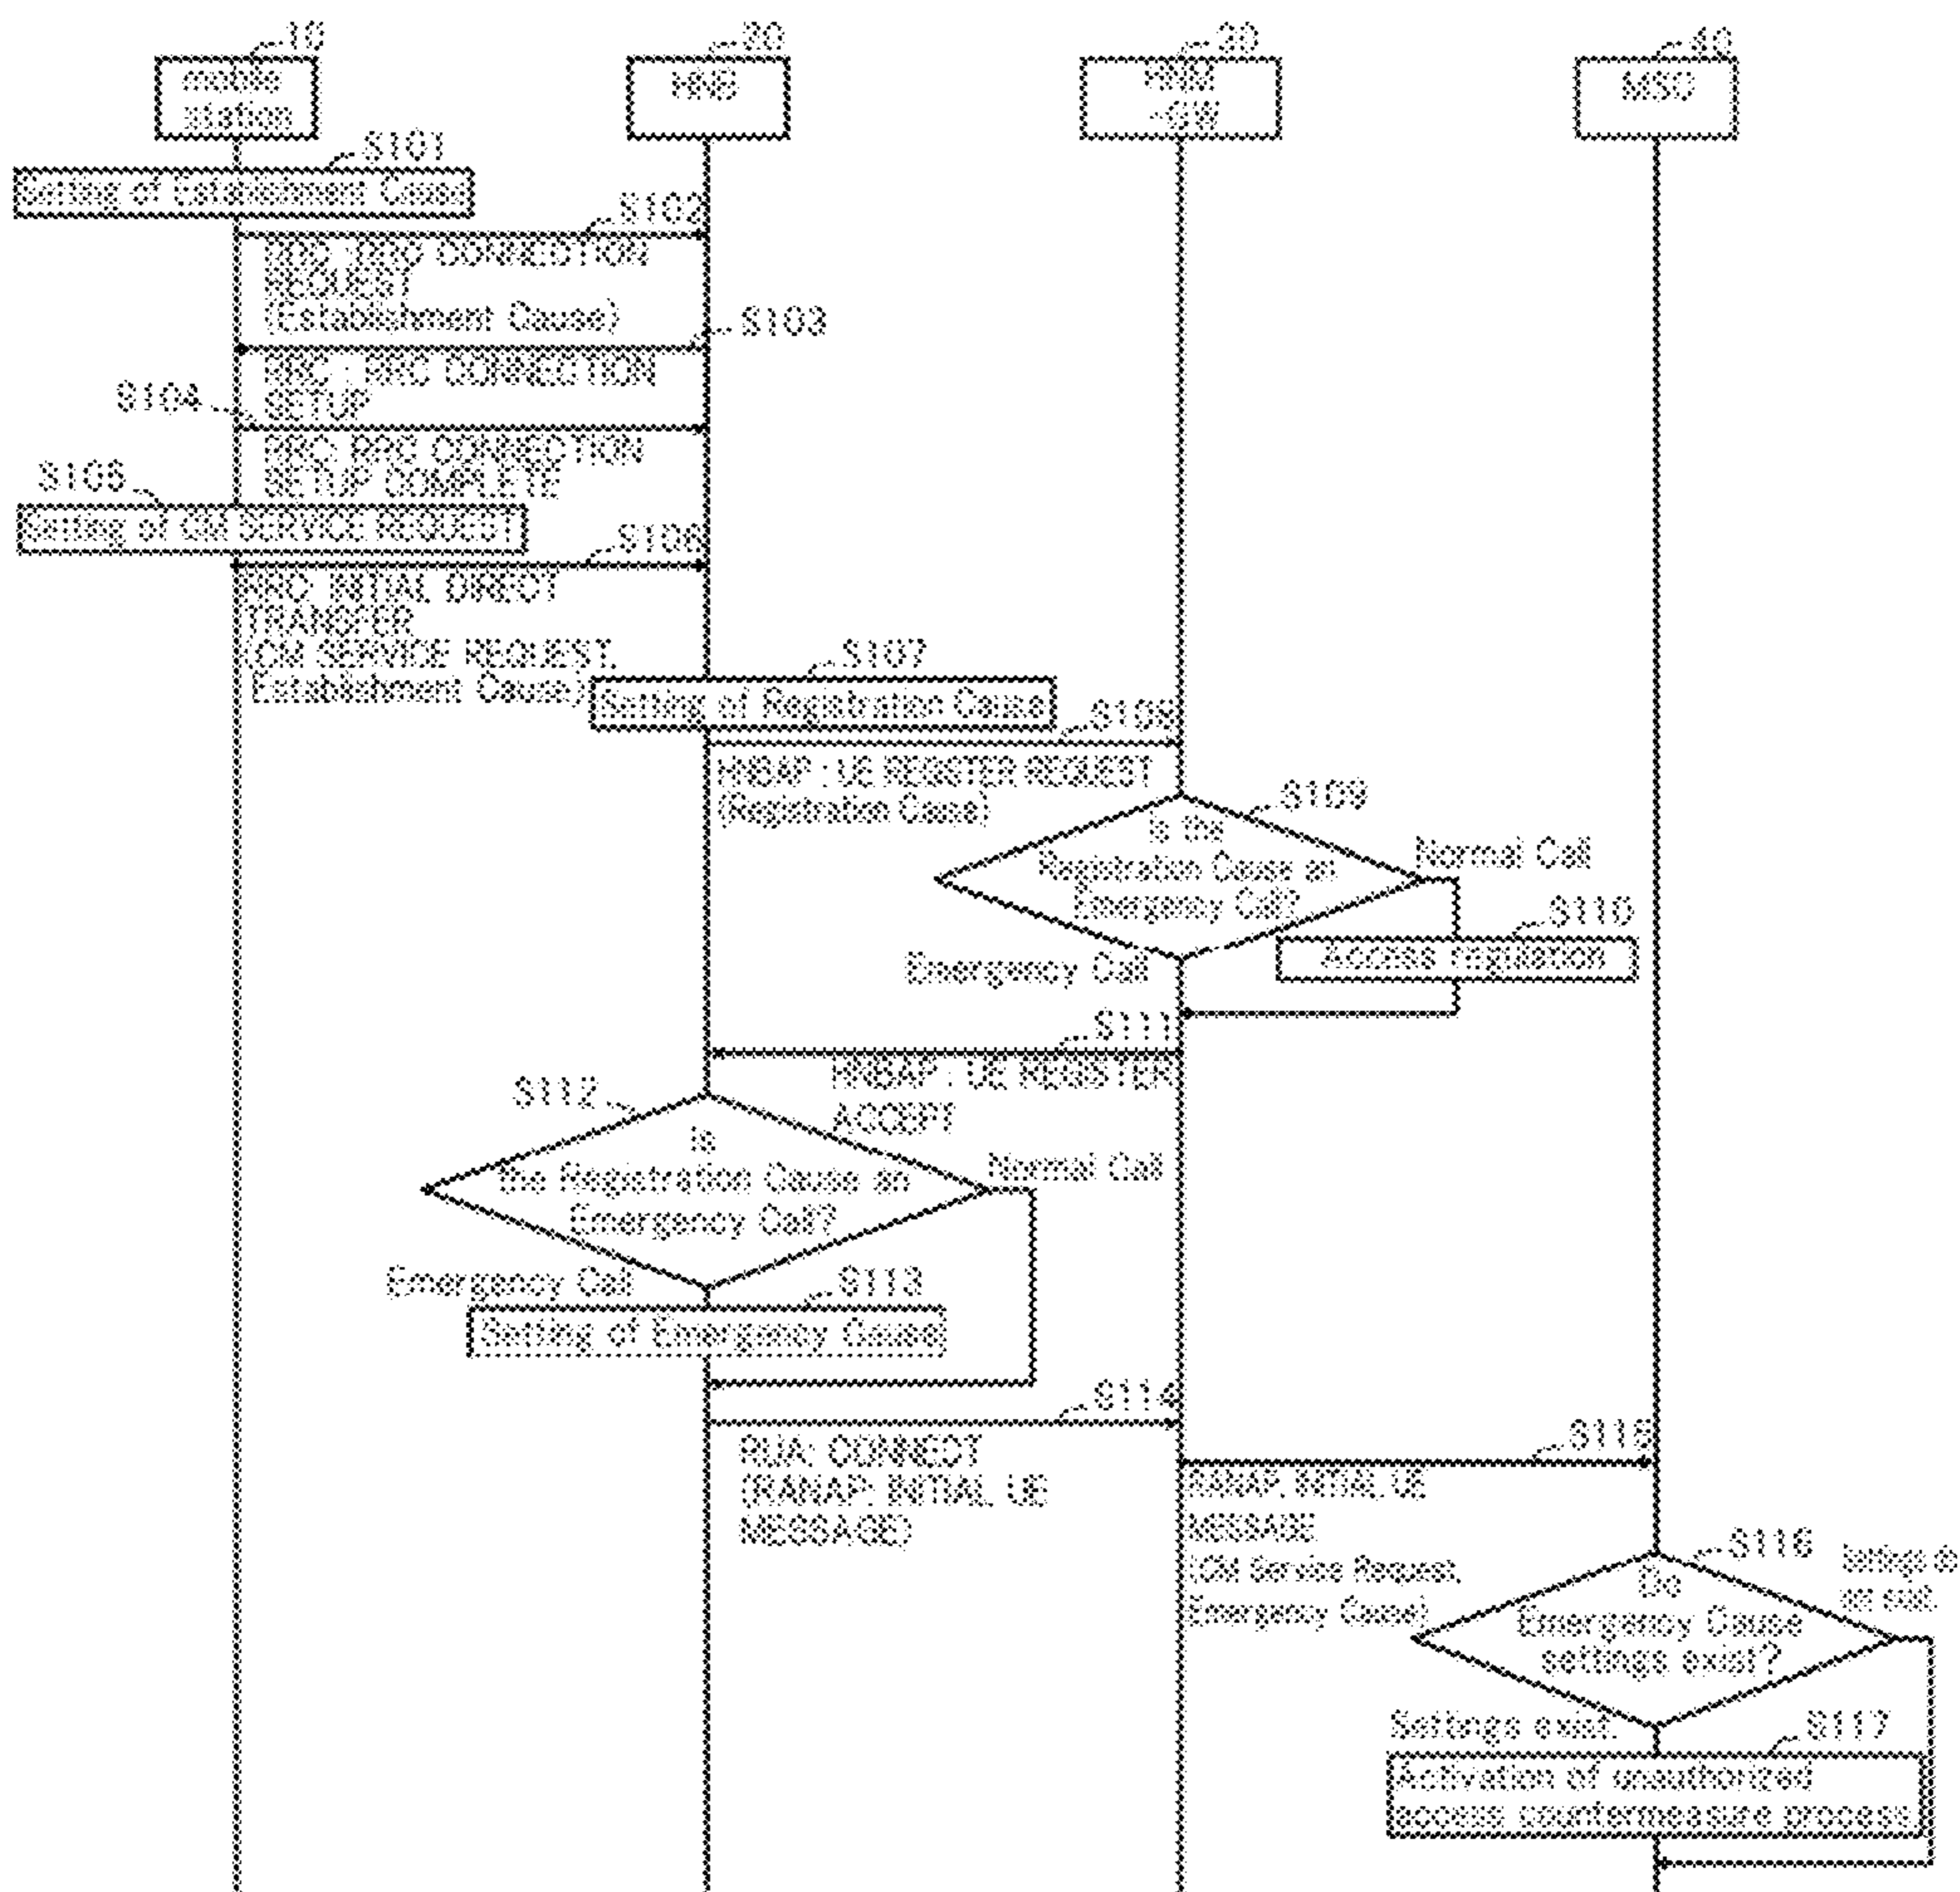 10
20
30
40
mobile
station
HNB
HNB
-GW
MSC
S101
Setting of Establishment Cause
S102
RRC: RRC CONNECTION
REQUEST
(Establishment Cause)
S103
RRC: RRC CONNECTION
SETUP
S104
RRC: RRC CONNECTION
SETUP COMPLETE
S105
Setting of CM SERVICE REQUEST
S106
RRC: INITIAL DIRECT
TRANSFER
(CM SERVICE REQUEST,
Establishment Cause)
S107
Setting of Registration Cause
S108
HNBAP: UE REGISTER REQUEST
(Registration Cause)
S109
Is the
Registration Cause an
Emergency Call?
Normal Call
S110
Access regulation
Emergency Call
S111
HNBAP: UE REGISTER
ACCEPT
S112
Is
the Registration Cause an
Emergency Call?
Normal Call
Emergency Call
S113
Setting of Emergency Cause
S114
RUA: CONNECT
(RANAP: INITIAL UE
MESSAGE)
S115
RANAP: INITIAL UE
MESSAGE
(CM Service Request,
Emergency Cause)
S116
Do
Emergency Cause
settings exist?
Settings do
not exist.
Settings exist.
S117
Activation of unauthorized
access countermeasure process